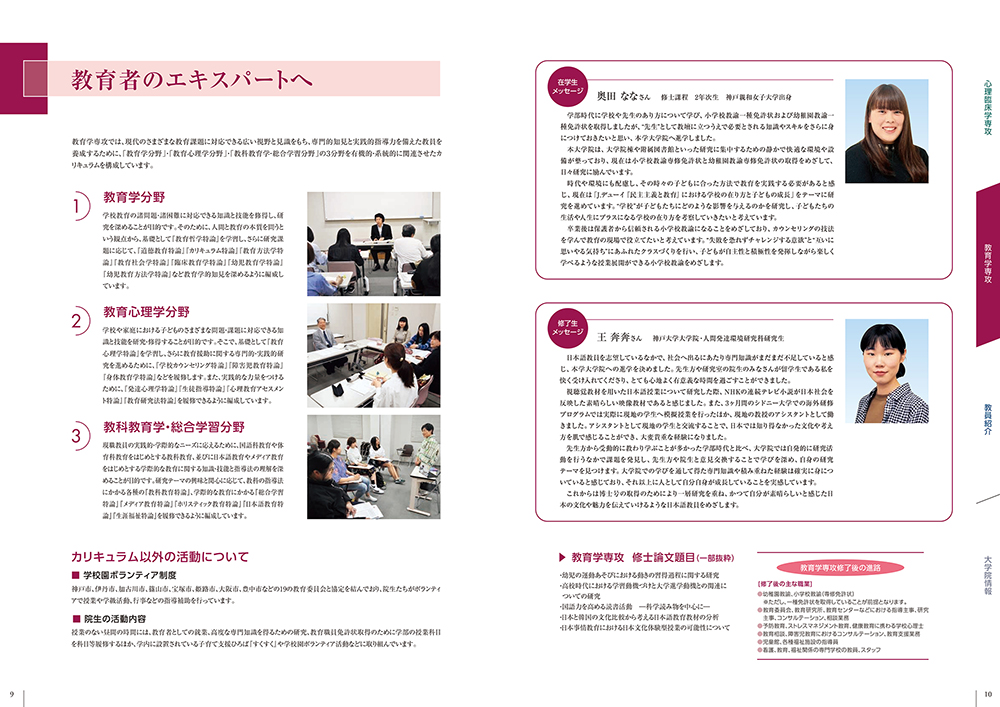 教育者のエキスパートへ
教育学専攻では、現代のさまざまな教育課題に対応できる広い視野と見識をもち、専門的知見と実践的指導力を備えた教員を
養成するために、「教育学分野」・「教育心理学分野」・「教科教育学・総合学習分野」の3分野を有機的・系統的に関連させたカ
リキュラムを構成しています。
1
教育学分野
学校教育の諸問題・諸困難に対応できる知識と技能を修得し、研
究を深めることが目的です。そのために、人間と教育の本質を問うと
いう観点から、基礎として「教育哲学特論」を学習し、さらに研究課
題に応じて、「道徳教育特論」「カリキュラム特論」「教育方法学特
論」「教育社会学特論」「臨床教育学特論」「幼児教育学特論」
「幼児教育方法学特論」など教育学的知見を深めるように編成し
ています。
2
教育心理学分野
学校や家庭における子どものさまざまな問題・課題に対応できる知
識と技能を研究・修得することが目的です。そこで、基礎として「教育
心理学特論」を学習し、さらに教育援助に関する専門的・実践的研
究を進めるために、「学校カウンセリング特論」「障害児教育特論」
「身体教育学特論」などを履修します。また、実践的な力量をつける
ために、「発達心理学特論」「生徒指導特論」「心理教育アセスメン
ト特論」「教育研究法特論」を履修できるように編成しています。
3
教科教育学・総合学習分野
現職教員の実践的・学際的なニーズに応えるために、国語科教育や体
育科教育をはじめとする教科教育、並びに日本語教育やメディア教育
をはじめとする学際的な教育に関する知識・技能と指導法の理解を深
めることが目的です。研究テーマの興味と関心に応じて、教科の指導法
にかかる各種の「教科教育特論」、学際的な教育にかかる「総合学習
特論」「メディア教育特論」「ホリスティック教育特論」「日本語教育特
論」「生涯福祉特論」を履修できるように編成しています。
カリキュラム以外の活動について
■ 学校園ボランティア制度
神戸市、伊丹市、加古川市、篠山市、宝塚市、姫路市、大阪市、豊中市などの19の教育委員会と協定を結んでおり、院生たちがボランティ
アで授業や学級活動、行事などの指導補助を行っています。
■ 院生の活動内容
授業のない昼間の時間には、教育者としての就業、高度な専門知識を得るための研究、教育職員免許状取得のために学部の授業科目
を科目等履修するほか、学内に設置されている子育て支援ひろば「すくすく」や学校園ボランティア活動などに取り組んでいます。
9
在学生
メッセージ
奥田 ななさん 修士課程 2年次生 神戸親和女子大学出身
学部時代に学校や先生のあり方について学び、小学校教諭一種免許状および幼稚園教諭一
種免許状を取得しましたが、“先生”として教壇に立つうえで必要とされる知識やスキルをさらに身
につけておきたいと思い、本学大学院へ進学しました。
本大学院は、大学院棟や附属図書館といった研究に集中するための静かで快適な環境や設
備が整っており、現在は小学校教諭専修免許状と幼稚園教諭専修免許状の取得をめざして、
日々研究に励んでいます。
時代や環境にも配慮し、その時々の子どもに合った方法で教育を実践する必要があると感
じ、現在は「J.デューイ『民主主義と教育』における学校の在り方と子どもの成長」をテーマに研
究を進めています。“学校”が子どもたちにどのような影響を与えるのかを研究し、子どもたちの
生活や人生にプラスになる学校の在り方を考察していきたいと考えています。
卒業後は保護者から信頼される小学校教諭になることをめざしており、カウンセリングの技法
を学んで教育の現場で役立てたいと考えています。“失敗を恐れずチャレンジする意欲”と“互いに
思いやる気持ち”にあふれたクラスづくりを行い、子どもが自主性と積極性を発揮しながら楽しく
学べるような授業展開ができる小学校教諭をめざします。
修了生
メッセージ
王 奔奔さん 神戸大学大学院・人間発達環境研究科研究生
日本語教員を志望しているなかで、社会へ出るにあたり専門知識がまだまだ不足していると感
じ、本学大学院への進学を決めました。先生方や研究室の院生のみなさんが留学生である私を
快く受け入れてくださり、とても心地よく有意義な時間を過ごすことができました。
視聴覚教材を用いた日本語授業について研究した際、NHKの連続テレビ小説が日本社会を
反映した素晴らしい映像教材であると感じました。また、3ヶ月間のシドニー大学での海外研修
プログラムでは実際に現地の学生へ模擬授業を行ったほか、現地の教授のアシスタントとして働
きました。アシスタントとして現地の学生と交流することで、日本では知り得なかった文化や考え
方を肌で感じることができ、大変貴重な経験になりました。
先生方から受動的に教わり学ぶことが多かった学部時代と比べ、大学院では自発的に研究活
動を行うなかで課題を発見し、先生方や院生と意見交換することで学びを深め、自身の研究
テーマを見つけます。大学院での学びを通して得た専門知識や積み重ねた経験は確実に身につ
いていると感じており、それ以上に人として自分自身が成長していることを実感しています。
これからは博士号の取得のためにより一層研究を重ね、かつて自分が素晴らしいと感じた日
本の文化や魅力を伝えていけるような日本語教員をめざします。
▶ 教育学専攻 修士論文題目（一部抜粋）
・幼児の運動あそびにおける動きの習得過程に関する研究
・高校時代における学習動機づけと大学進学動機との関連に
ついての研究
・国語力を高める読書活動 ―科学読み物を中心に―
・日本と韓国の文化比較から考える日本語教育教材の分析
・日本事情教育における日本文化体験型授業の可能性について
教育学専攻修了後の進路
【修了後の主な職業】
●幼稚園教諭、小学校教諭(専修免許状)
※ただし、一種免許状を取得していることが前提となります。
●教育委員会、教育研究所、教育センターなどにおける指導主事、研究
主事、コンサルテーション、相談業務
●予防教育、ストレスマネジメント教育、健康教育に携わる学校心理士
●教育相談、障害児教育におけるコンサルテーション、教育支援業務
●児童館、各種福祉施設の指導員
●看護、教育、福祉関係の専門学校の教員、スタッフ
心理臨床学専攻
教育学専攻
教員紹介
大学院情報
10